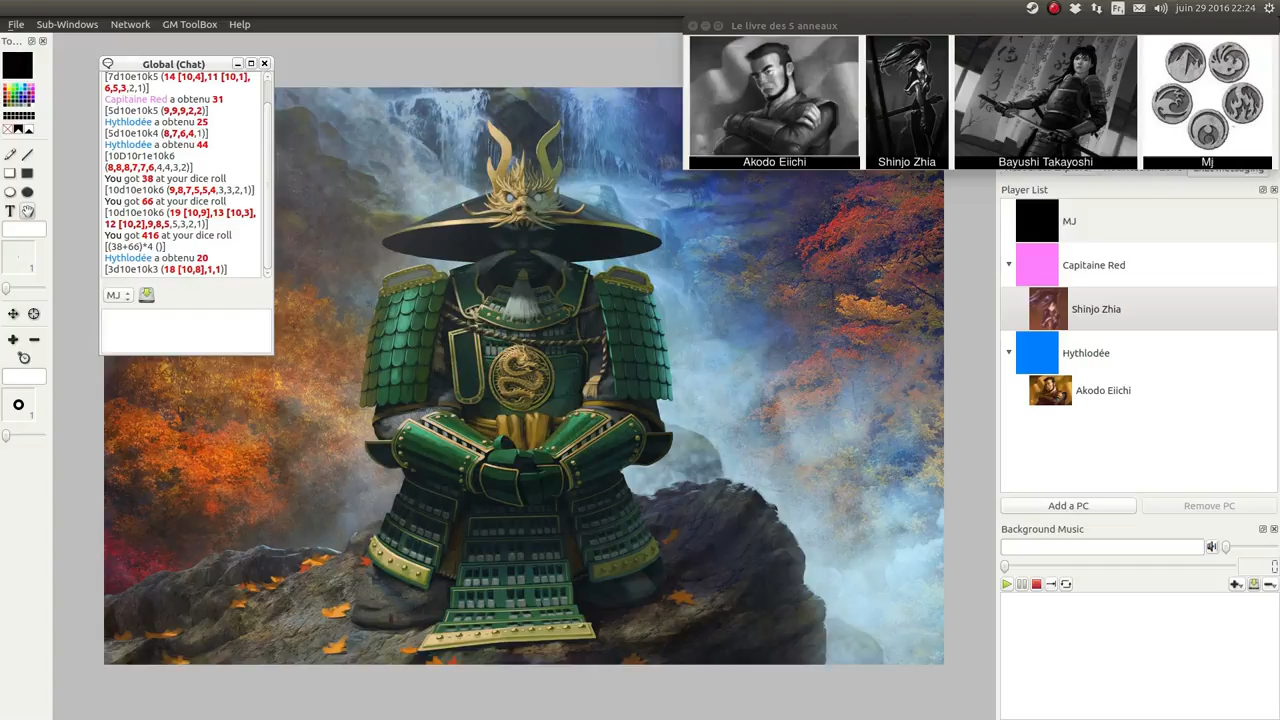 Le livre des 5 anneaux
Fr
juin 29 2016 22:24
File Sub-Windows Network GM ToolBox Help
To...
Global (Chat)
[7d10e10k5 (14 [10,4],11 [10,1],
6,5,3,2,1)]
Capitaine Red a obtenu 31
[5d10e10k5 (9,9,9,2,2)]
Hythlodée a obtenu 25
[5d10e10k4 (8,7,6,4,1)]
Hythlodée a obtenu 44
[10D10r1e10k6
(8,8,8,7,7,6,4,4,3,2)]
You got 38 at your dice roll
[10d10e10k6 (9,8,7,5,5,4,3,3,2,1)]
You got 66 at your dice roll
[10d10e10k6 (19 [10,9],13 [10,3],
12 [10,2],9,8,5,5,3,2,1)]
You got 416 at your dice roll
[(38+66)*4 ()]
Hythlodée a obtenu 20
[3d10e10k3 (18 [10,8],1,1)]
MJ
T
1
1
Akodo Eiichi
Shinjo Zhia
Bayushi Takayoshi
Mj
Player List
MJ
Capitaine Red
Shinjo Zhia
Hythlodée
Akodo Eiichi
Add a PC
Remove PC
Background Music
0